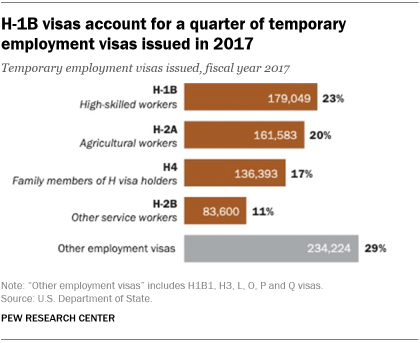 H-1B visas account for a quarter of temporary
employment visas issued in 2017
Temporary employment visas issued, fiscal year 2017
H-1B
High-skilled workers
179,049 23%
H-2A
Agricultural workers
161,583 20%
H4
Family members of H visa holders
136,393 17%
H-2B
Other service workers
83,600 11%
Other employment visas 234,224 29%
Note: “Other employment visas” includes H1B1, H3, L, O, P and Q visas.
Source: U.S. Department of State.
PEW RESEARCH CENTER